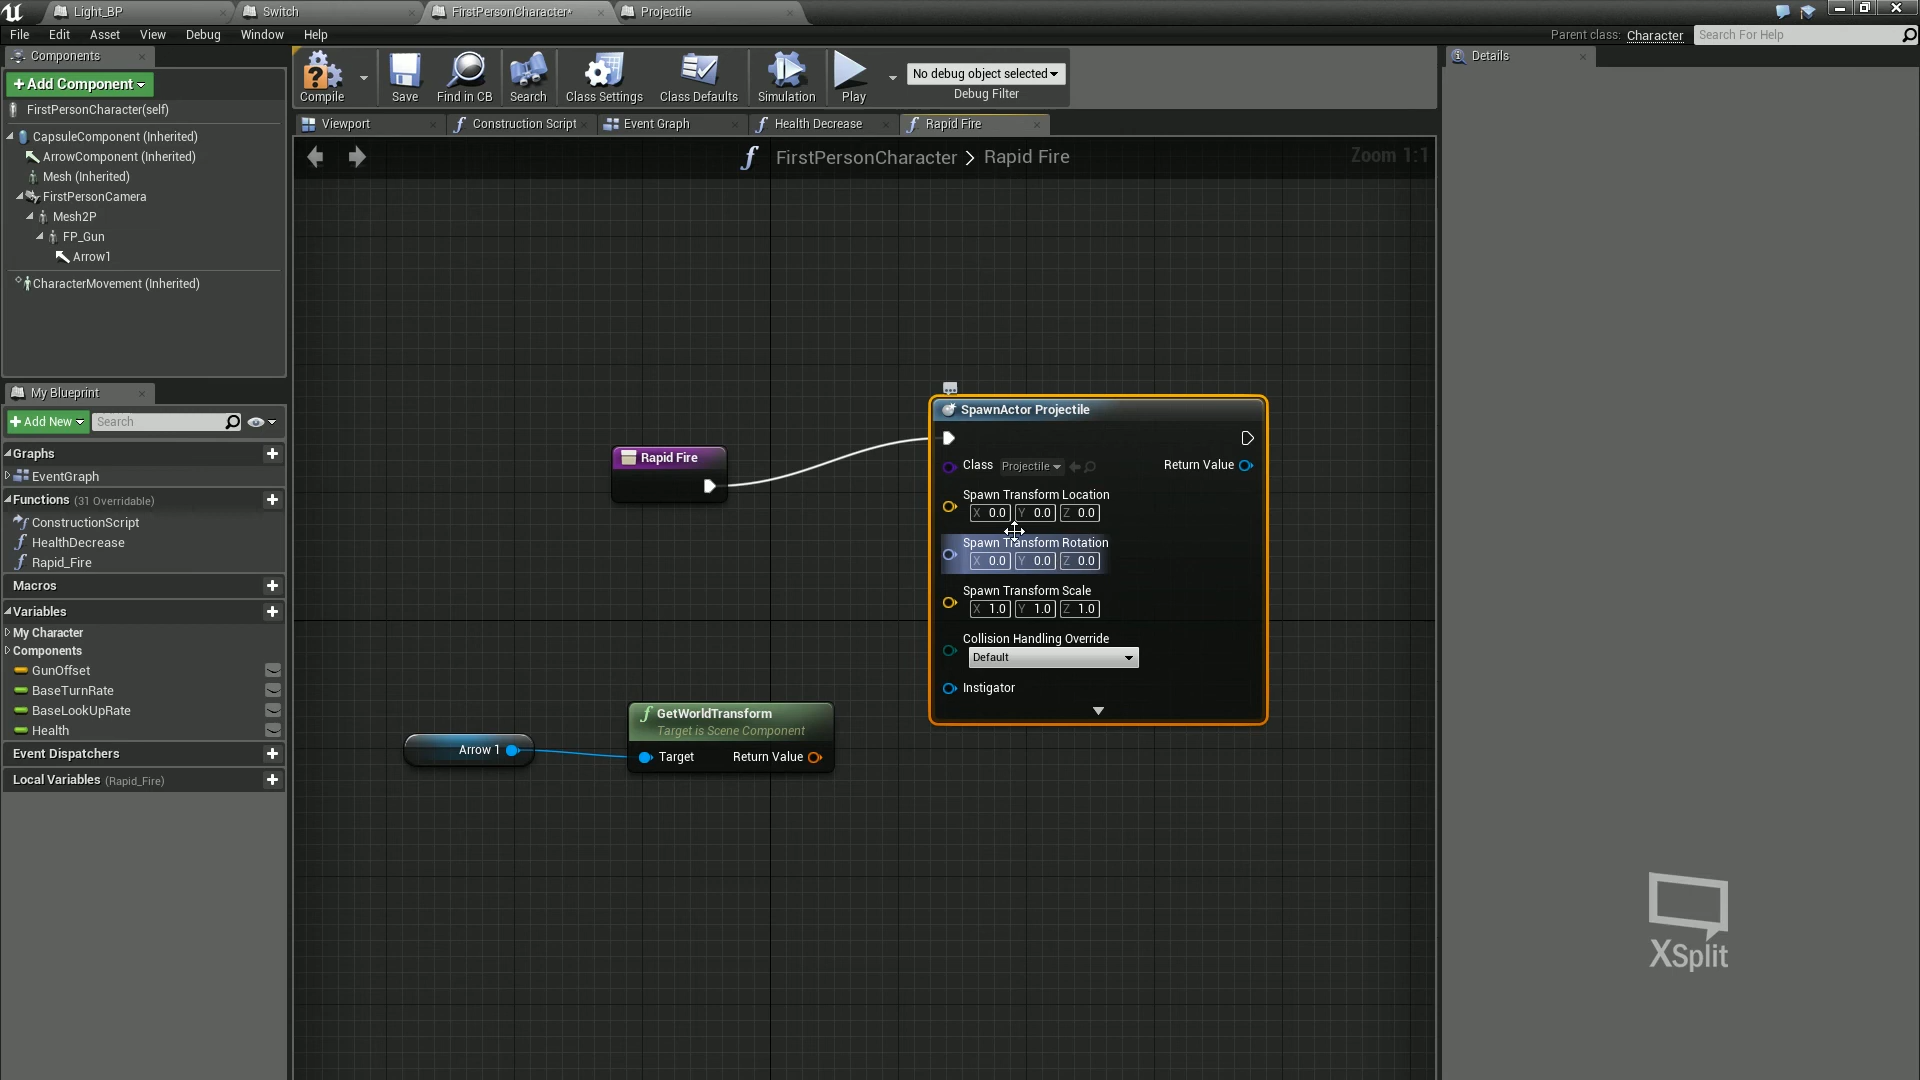 Light_BP
Switch
FirstPersonCharacter*
Projectile
File
Edit
Asset
View
Debug
Window
Help
Parent class: Character
Search For Help
Components
Add Component
FirstPersonCharacter(self)
CapsuleComponent (Inherited)
ArrowComponent (Inherited)
Mesh (Inherited)
FirstPersonCamera
Mesh2P
FP_Gun
Arrow1
CharacterMovement (Inherited)
My Blueprint
Add New
Search
Graphs
EventGraph
Functions (31 Overridable)
ConstructionScript
HealthDecrease
Rapid_Fire
Macros
Variables
My Character
Components
GunOffset
BaseTurnRate
BaseLookUpRate
Health
Event Dispatchers
Local Variables (Rapid_Fire)
Compile
Save
Find in CB
Search
Class Settings
Class Defaults
Simulation
Play
No debug object selected
Debug Filter
Viewport
Construction Script
Event Graph
Health Decrease
Rapid Fire
FirstPersonCharacter > Rapid Fire
Zoom 1:1
Rapid Fire
SpawnActor Projectile
Class Projectile
Return Value
Spawn Transform Location
X 0.0 Y 0.0 Z 0.0
Spawn Transform Rotation
X 0.0 Y 0.0 Z 0.0
Spawn Transform Scale
X 1.0 Y 1.0 Z 1.0
Collision Handling Override
Default
Instigator
Arrow 1
GetWorldTransform
Target is Scene Component
Target
Return Value
Details
XSplit